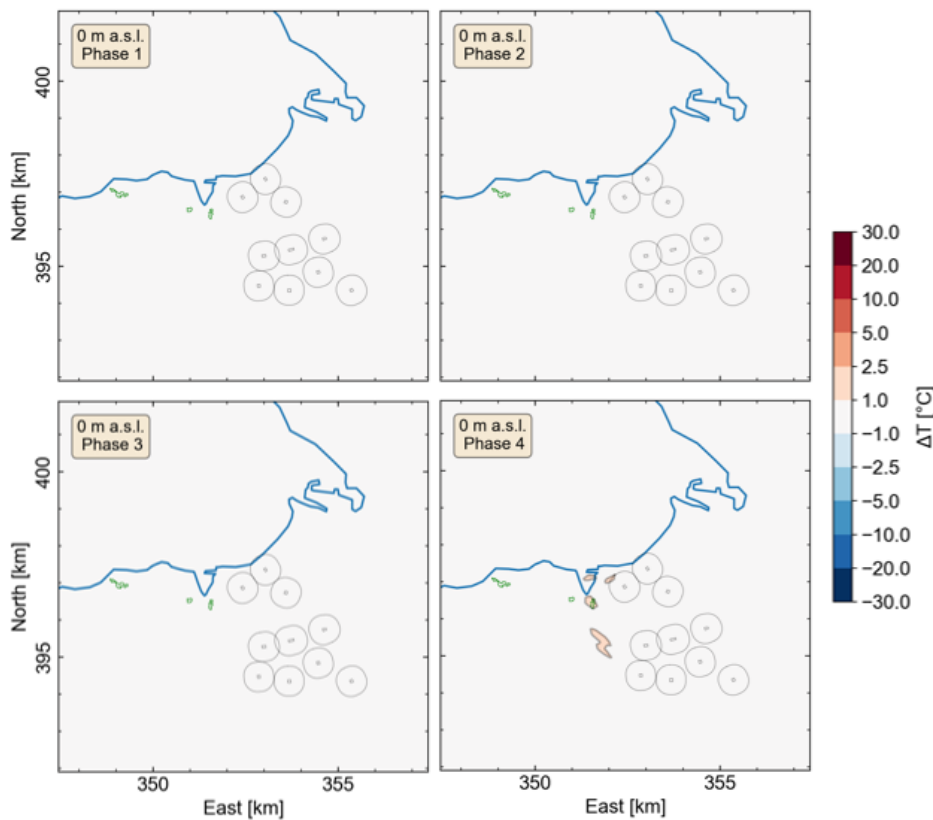 0 m a.s.l.
Phase 1
0 m a.s.l.
Phase 2
400
395
North [km]
30.0
20.0
10.0
5.0
2.5
1.0
−1.0
−2.5
−5.0
−10.0
−20.0
−30.0
ΔT [°C]
0 m a.s.l.
Phase 3
0 m a.s.l.
Phase 4
400
395
North [km]
350
355
East [km]
350
355
East [km]